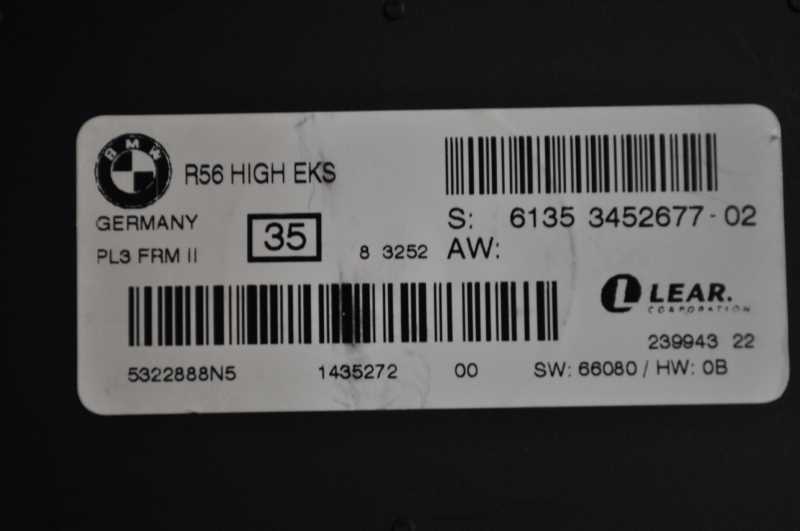 BMW
R56 HIGH EKS
GERMANY
PL3 FRM II
35
8 3252
S: 6135 3452677-02
AW:
LEAR.
CORPORATION
239943 22
5322888N5 1435272 00 SW: 66080 / HW: 0B